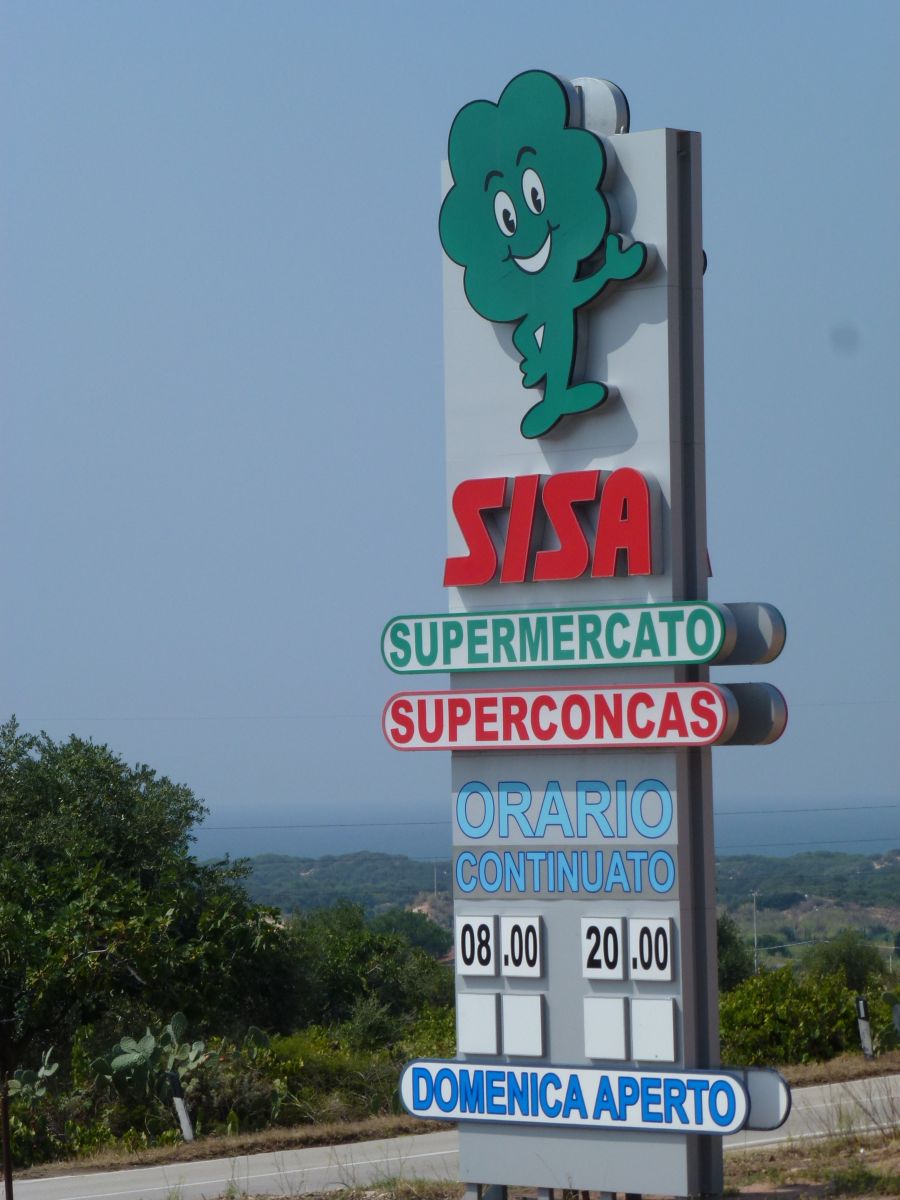 SISA
SUPERMERCATO
SUPERCONCAS
ORARIO
CONTINUATO
08 .00 20 .00
DOMENICA APERTO